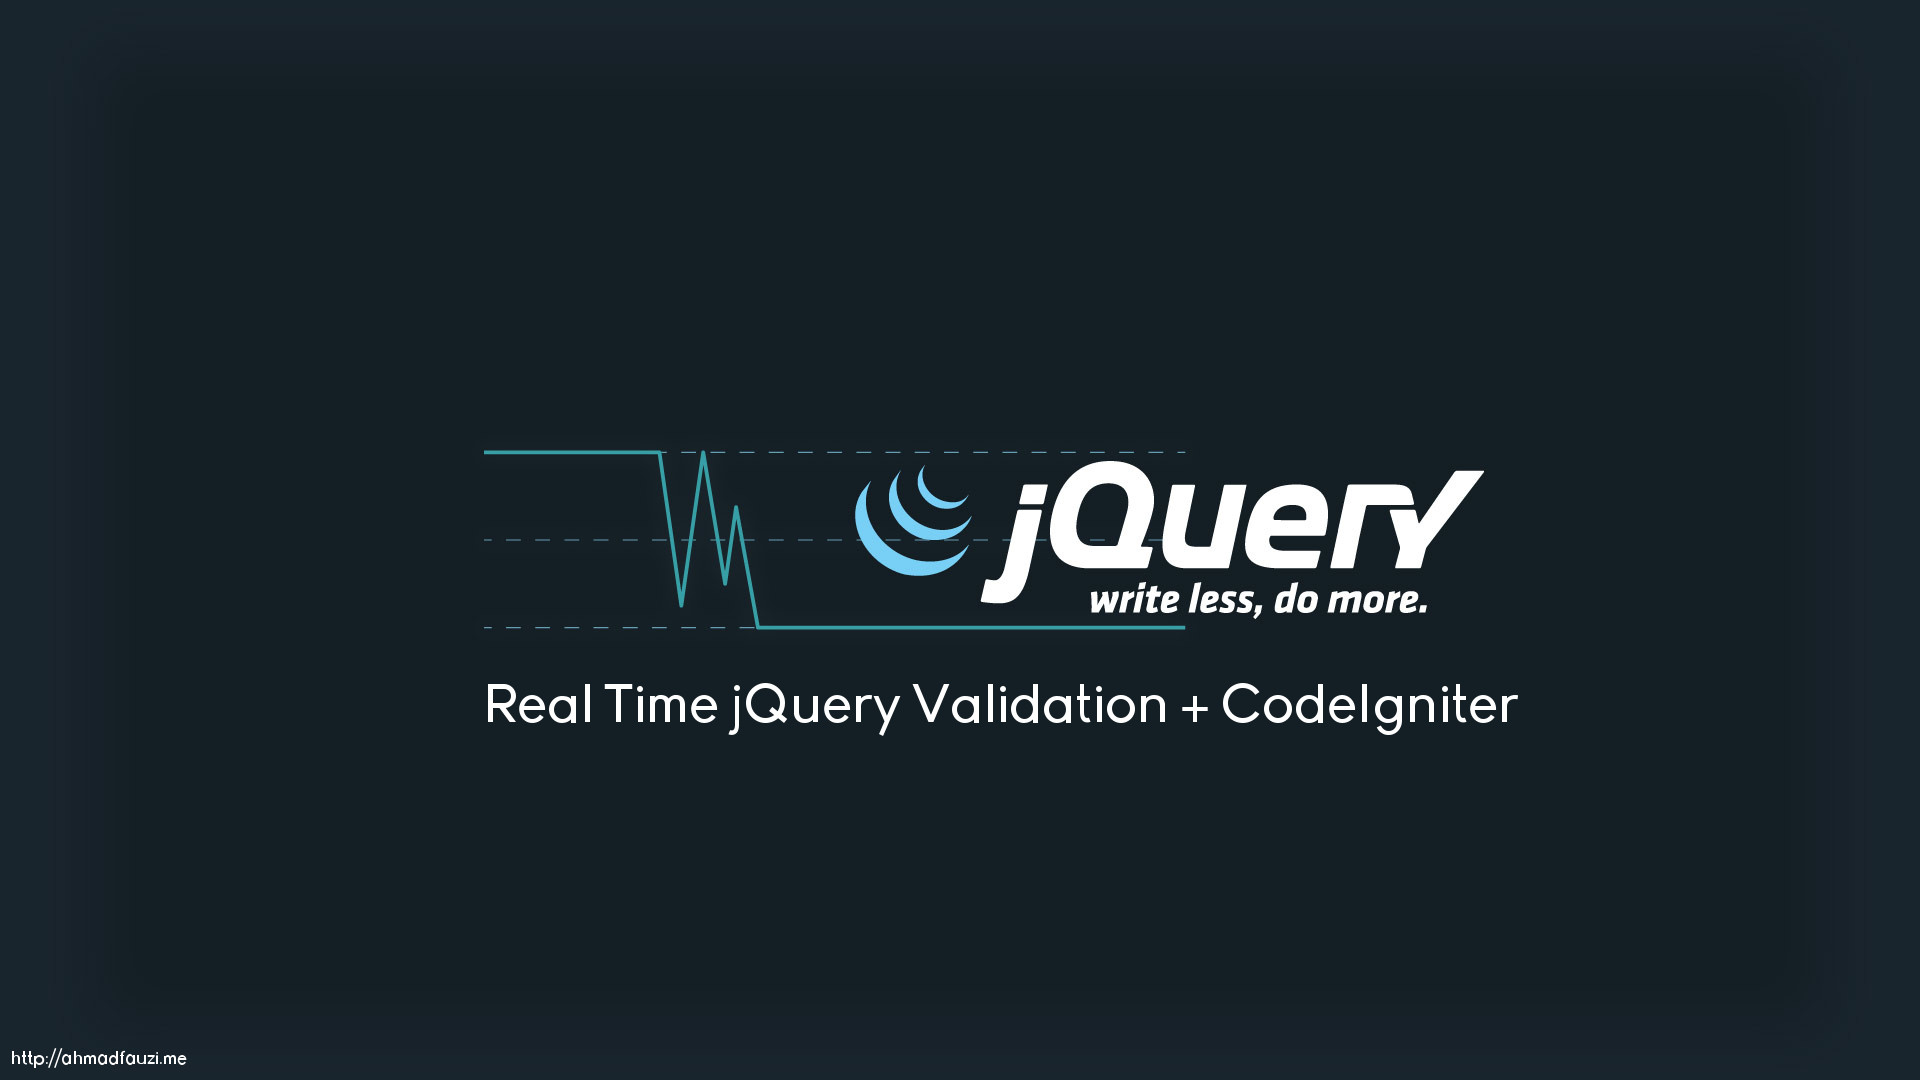 jQuery
write less, do more.
Real Time jQuery Validation + CodeIgniter
http://ahmadfauzi.me